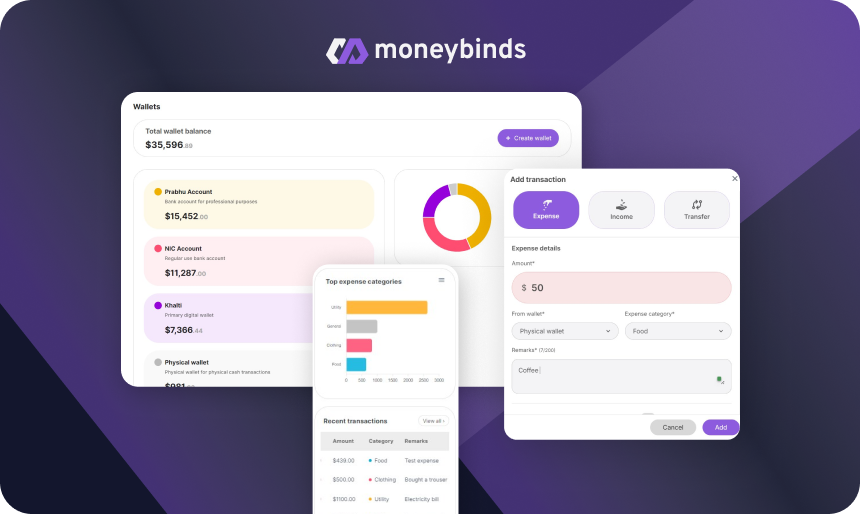 moneybinds
Wallets
Total wallet balance
$35,596.89
+ Create wallet
Prabhu Account
Bank account for professional purposes
$15,452.00
NIC Account
Regular use bank account
$11,287.00
Khalti
Primary digital wallet
$7,366.44
Physical wallet
Physical wallet for physical cash transactions
$981
Top expense categories
Utility
General
Clothing
Food
0 500 1000 1500 2000 2500 3000
Recent transactions
View all ›
Amount Category Remarks
$439.00 Food Test expense
$500.00 Clothing Bought a trouser
$1100.00 Utility Electricity bill
Add transaction
Expense Income Transfer
Expense details
Amount*
$ 50
From wallet* Expense category*
Physical wallet Food
Remarks* (7/200)
Coffee
Cancel Add